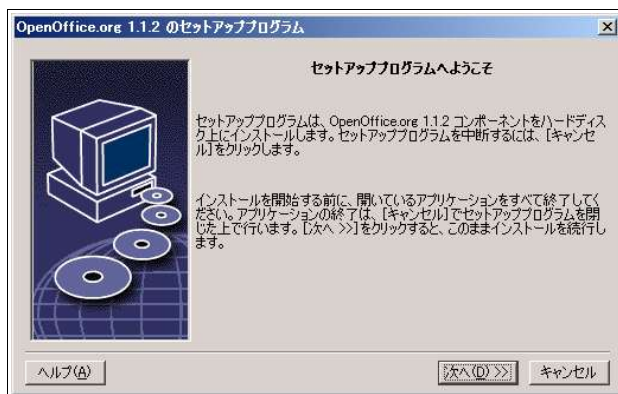 OpenOffice.org 1.1.2 のセットアッププログラム
セットアッププログラムへようこそ
セットアッププログラムは、OpenOffice.org 1.1.2 コンポーネントをハードディス
ク上にインストールします。セットアッププログラムを中断するには、[キャンセ
ル]をクリックします。
インストールを開始する前に、開いているアプリケーションをすべて終了してく
ださい。アプリケーションの終了は、[キャンセル]でセットアッププログラムを閉
じた上で行います。[次へ >>]をクリックすると、このままインストールを続行し
ます。
ヘルプ(A)
次へ(D) >>
キャンセル